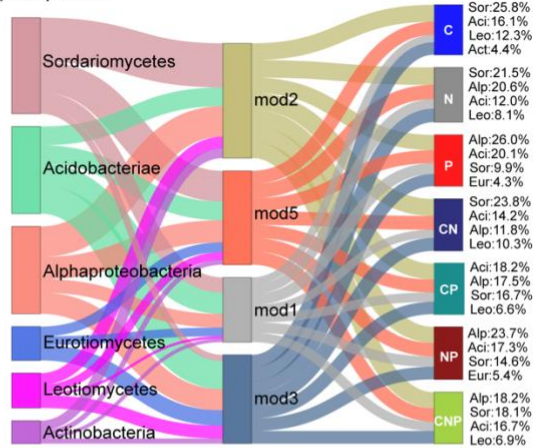 Sordariomycetes
Acidobacteriae
Alphaproteobacteria
Eurotiomycetes
Leotiomycetes
Actinobacteria
mod2
mod5
mod1
mod3
C
Sor:25.8%
Aci:16.1%
Leo:12.3%
Act:4.4%
N
Sor:21.5%
Alp:20.6%
Aci:12.0%
Leo:8.1%
P
Alp:26.0%
Aci:20.1%
Sor:9.9%
Eur:4.3%
CN
Sor:23.8%
Aci:14.2%
Alp:11.8%
Leo:10.3%
CP
Aci:18.2%
Alp:17.5%
Sor:16.7%
Leo:6.6%
NP
Alp:23.7%
Aci:17.3%
Sor:14.6%
Eur:5.4%
CNP
Alp:18.2%
Sor:18.1%
Aci:16.7%
Leo:6.9%